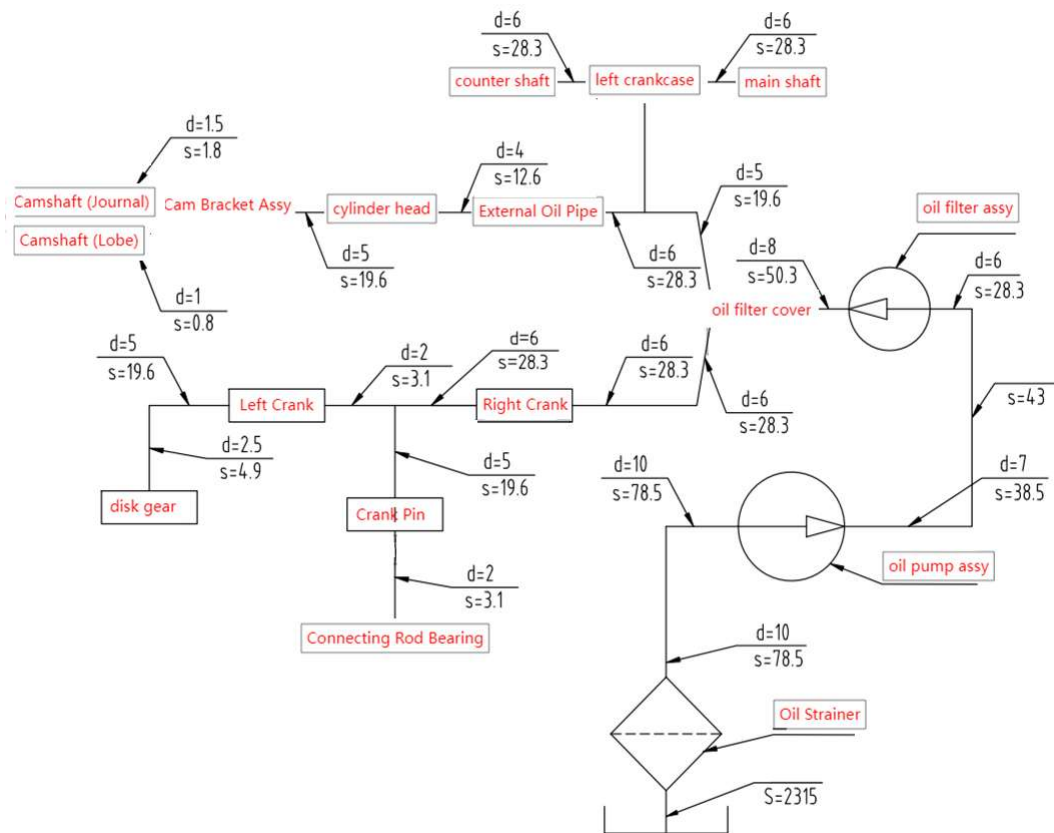 d=6
s=28.3
d=6
s=28.3
counter shaft
left crankcase
main shaft
d=1.5
s=1.8
d=4
s=12.6
d=5
s=19.6
Camshaft (Journal)
Cam Bracket Assy
cylinder head
External Oil Pipe
oil filter assy
Camshaft (Lobe)
d=5
s=19.6
d=6
s=28.3
d=8
s=50.3
d=6
s=28.3
d=1
s=0.8
oil filter cover
d=5
s=19.6
d=2
s=3.1
d=6
s=28.3
d=6
s=28.3
Left Crank
Right Crank
d=6
s=28.3
s=43
d=2.5
s=4.9
d=5
s=19.6
d=10
s=78.5
d=7
s=38.5
disk gear
Crank Pin
oil pump assy
d=2
s=3.1
Connecting Rod Bearing
d=10
s=78.5
Oil Strainer
S=2315